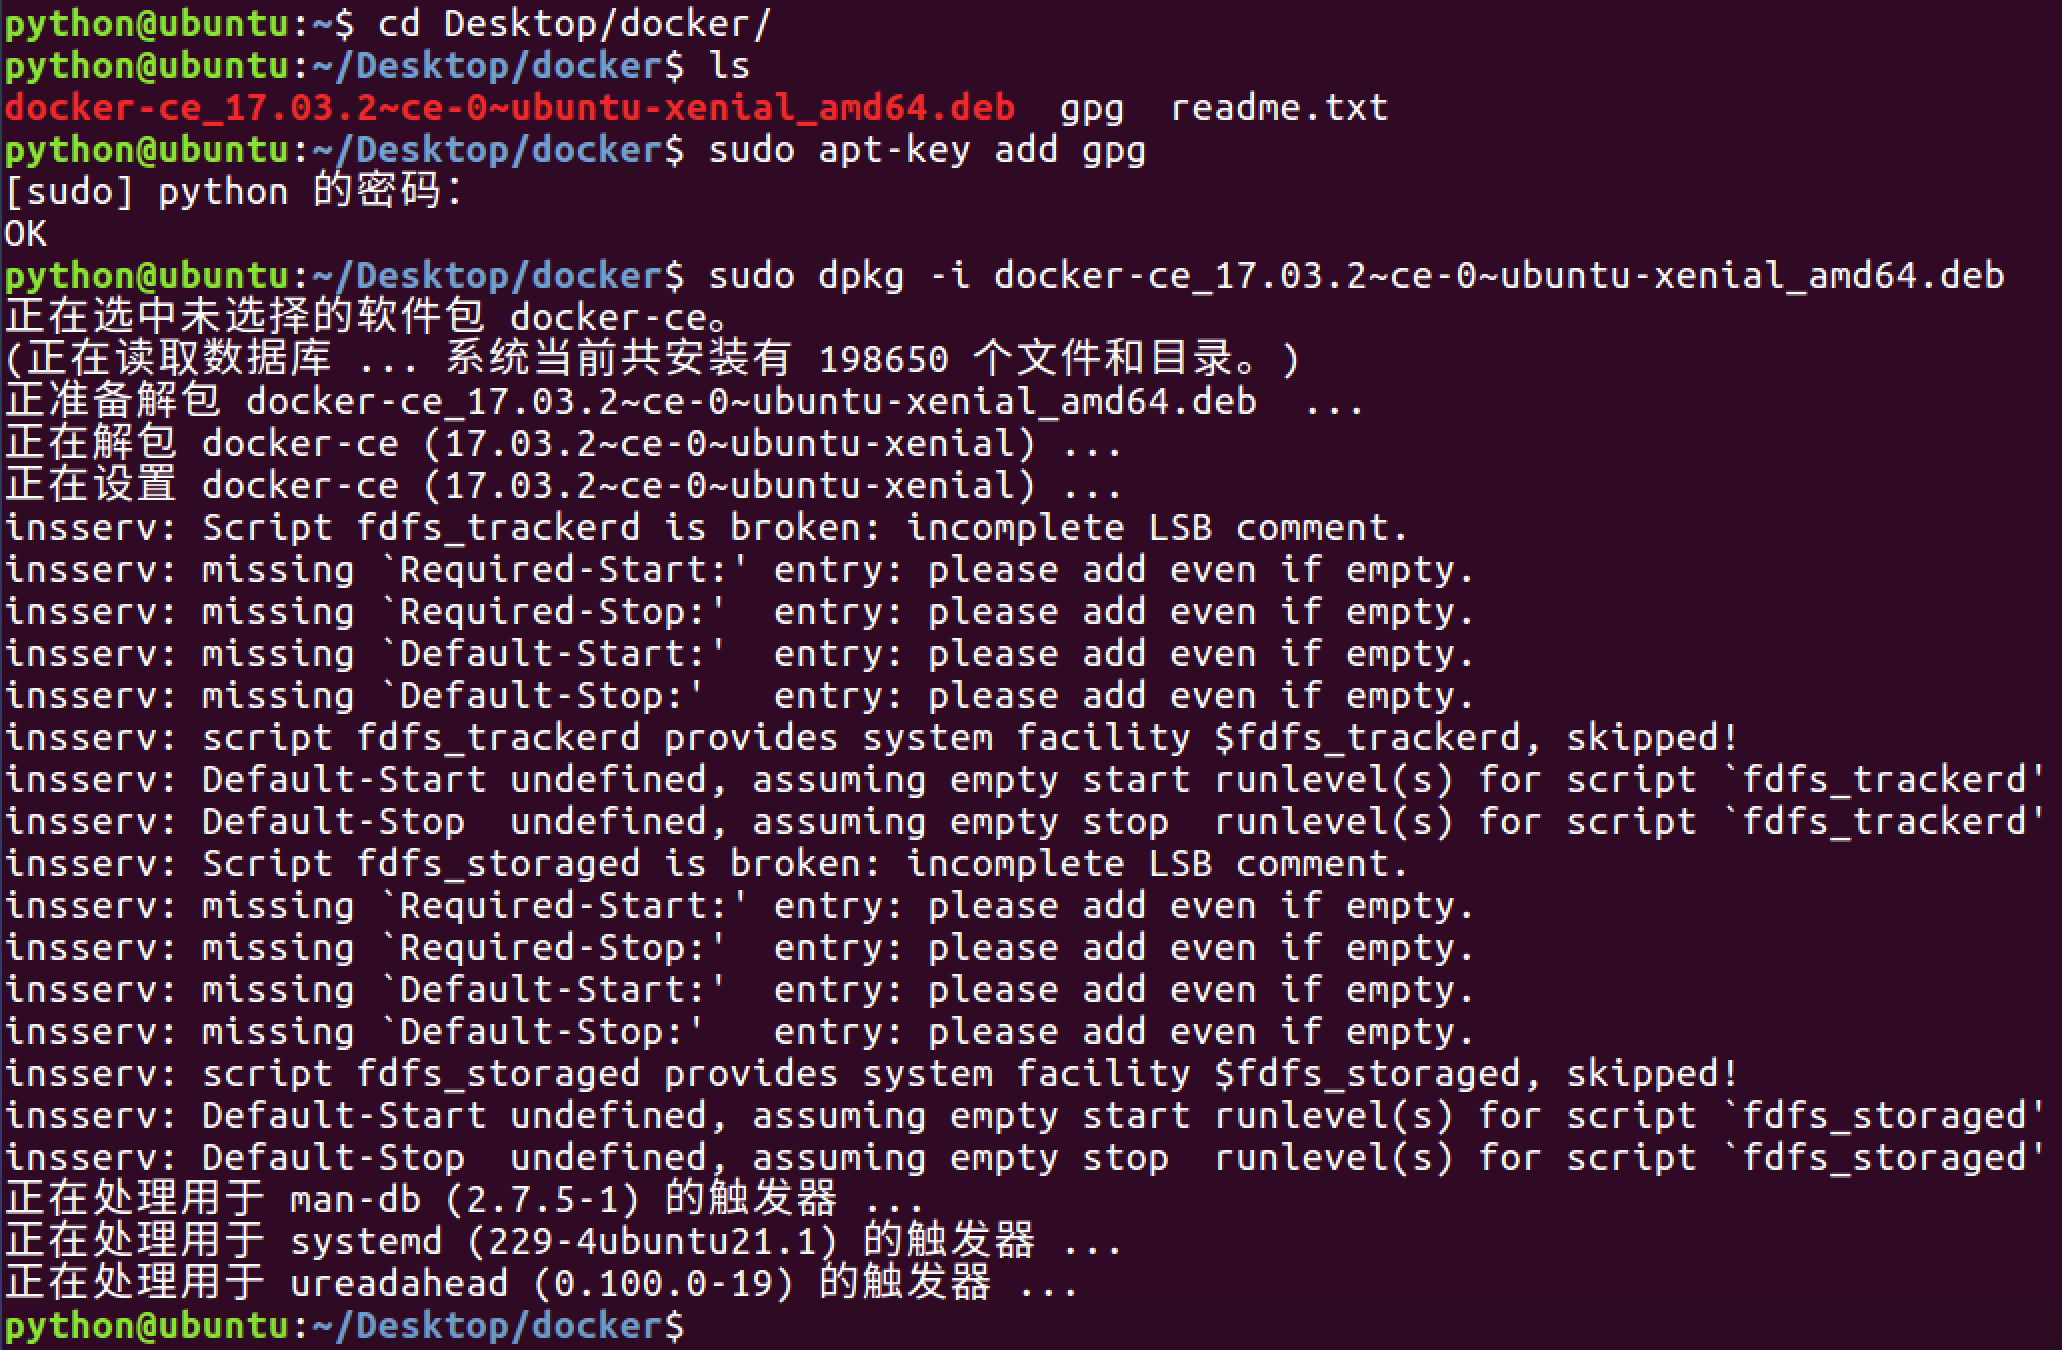 python@ubuntu:~$ cd Desktop/docker/
python@ubuntu:~/Desktop/docker$ ls
docker-ce_17.03.2~ce-0~ubuntu-xenial_amd64.deb  gpg  readme.txt
python@ubuntu:~/Desktop/docker$ sudo apt-key add gpg
[sudo] python 的密码：
OK
python@ubuntu:~/Desktop/docker$ sudo dpkg -i docker-ce_17.03.2~ce-0~ubuntu-xenial_amd64.deb
正在选中未选择的软件包 docker-ce。
(正在读取数据库 ... 系统当前共安装有 198650 个文件和目录。)
正准备解包 docker-ce_17.03.2~ce-0~ubuntu-xenial_amd64.deb  ...
正在解包 docker-ce (17.03.2~ce-0~ubuntu-xenial) ...
正在设置 docker-ce (17.03.2~ce-0~ubuntu-xenial) ...
insserv: Script fdfs_trackerd is broken: incomplete LSB comment.
insserv: missing `Required-Start:' entry: please add even if empty.
insserv: missing `Required-Stop:'  entry: please add even if empty.
insserv: missing `Default-Start:'  entry: please add even if empty.
insserv: missing `Default-Stop:'   entry: please add even if empty.
insserv: script fdfs_trackerd provides system facility $fdfs_trackerd, skipped!
insserv: Default-Start undefined, assuming empty start runlevel(s) for script `fdfs_trackerd'
insserv: Default-Stop  undefined, assuming empty stop  runlevel(s) for script `fdfs_trackerd'
insserv: Script fdfs_storaged is broken: incomplete LSB comment.
insserv: missing `Required-Start:' entry: please add even if empty.
insserv: missing `Required-Stop:'  entry: please add even if empty.
insserv: missing `Default-Start:'  entry: please add even if empty.
insserv: missing `Default-Stop:'   entry: please add even if empty.
insserv: script fdfs_storaged provides system facility $fdfs_storaged, skipped!
insserv: Default-Start undefined, assuming empty start runlevel(s) for script `fdfs_storaged'
insserv: Default-Stop  undefined, assuming empty stop  runlevel(s) for script `fdfs_storaged'
正在处理用于 man-db (2.7.5-1) 的触发器 ...
正在处理用于 systemd (229-4ubuntu21.1) 的触发器 ...
正在处理用于 ureadahead (0.100.0-19) 的触发器 ...
python@ubuntu:~/Desktop/docker$